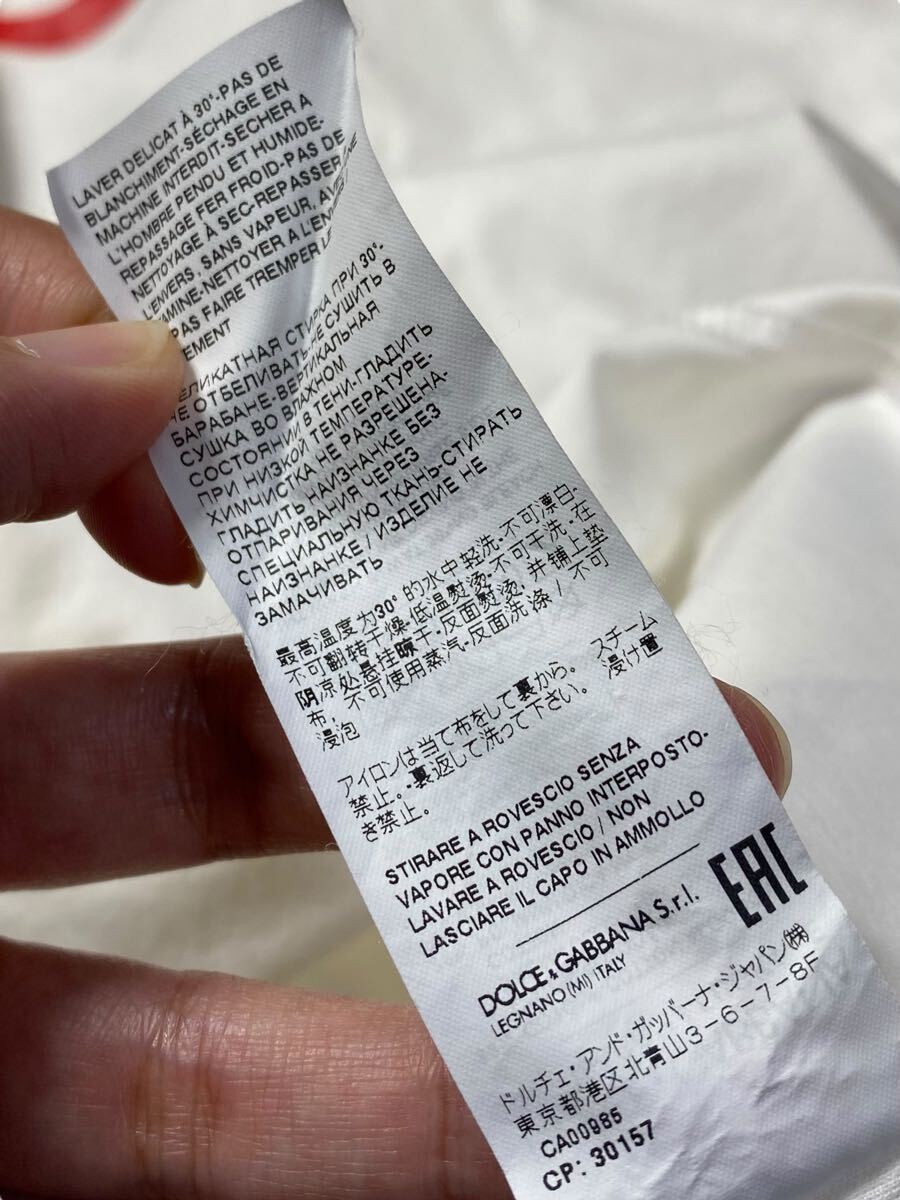 LAVER DELICAT À 30°-PAS DE
BLANCHIMENT-SÉCHAGE EN
MACHINE INTERDIT-SECHER A
L'HOMBRE PENDU ET HUMIDE-
REPASSAGE FER FROID-PAS DE
NETTOYAGE À SEC-REPASSER
L'ENVERS, SANS VAPEUR,
NETTOYER A
PAS FAIRE TREMPER
СТИРКА ПРИ 30°-
НЕ ОТБЕЛИВАТЬ-НЕ СУШИТЬ В
БАРАБАНЕ-ВЕРТИКАЛЬНАЯ
СУШКА ВО ВЛАЖНОМ
СОСТОЯНИИ В ТЕНИ-ГЛАДИТЬ
ПРИ НИЗКОЙ ТЕМПЕРАТУРЕ-
ХИМЧИСТКА НЕ РАЗРЕШЕНА-
ГЛАДИТЬ НАИЗНАНКЕ БЕЗ
ОТПАРИВАНИЯ ЧЕРЕЗ
СПЕЦИАЛЬНУЮ ТКАНЬ-СТИРАТЬ
НАИЗНАНКЕ / ИЗДЕЛИЕ НЕ
ЗАМАЧИВАТЬ
最高温度为30°的水中轻洗-不可漂白-
不可翻转干燥-低温熨烫-不可干洗-在
阴凉处悬挂晾干-反面熨烫、并铺上垫
布，不可使用蒸汽-反面洗涤 / 不可
浸泡
アイロンは当て布をして裏から。 スチーム
禁止。-裏返して洗って下さい。 浸け置
き禁止。
STIRARE A ROVESCIO SENZA
VAPORE CON PANNO INTERPOSTO-
LAVARE A ROVESCIO / NON
LASCIARE IL CAPO IN AMMOLLO
EAC
DOLCE & GABBANA S.r.l.
LEGNANO (MI) ITALY
ドルチェ・アンド・ガッバーナ・ジャパン㈱
東京都港区北青山3-6-7-8F
CA00985
CP: 30157